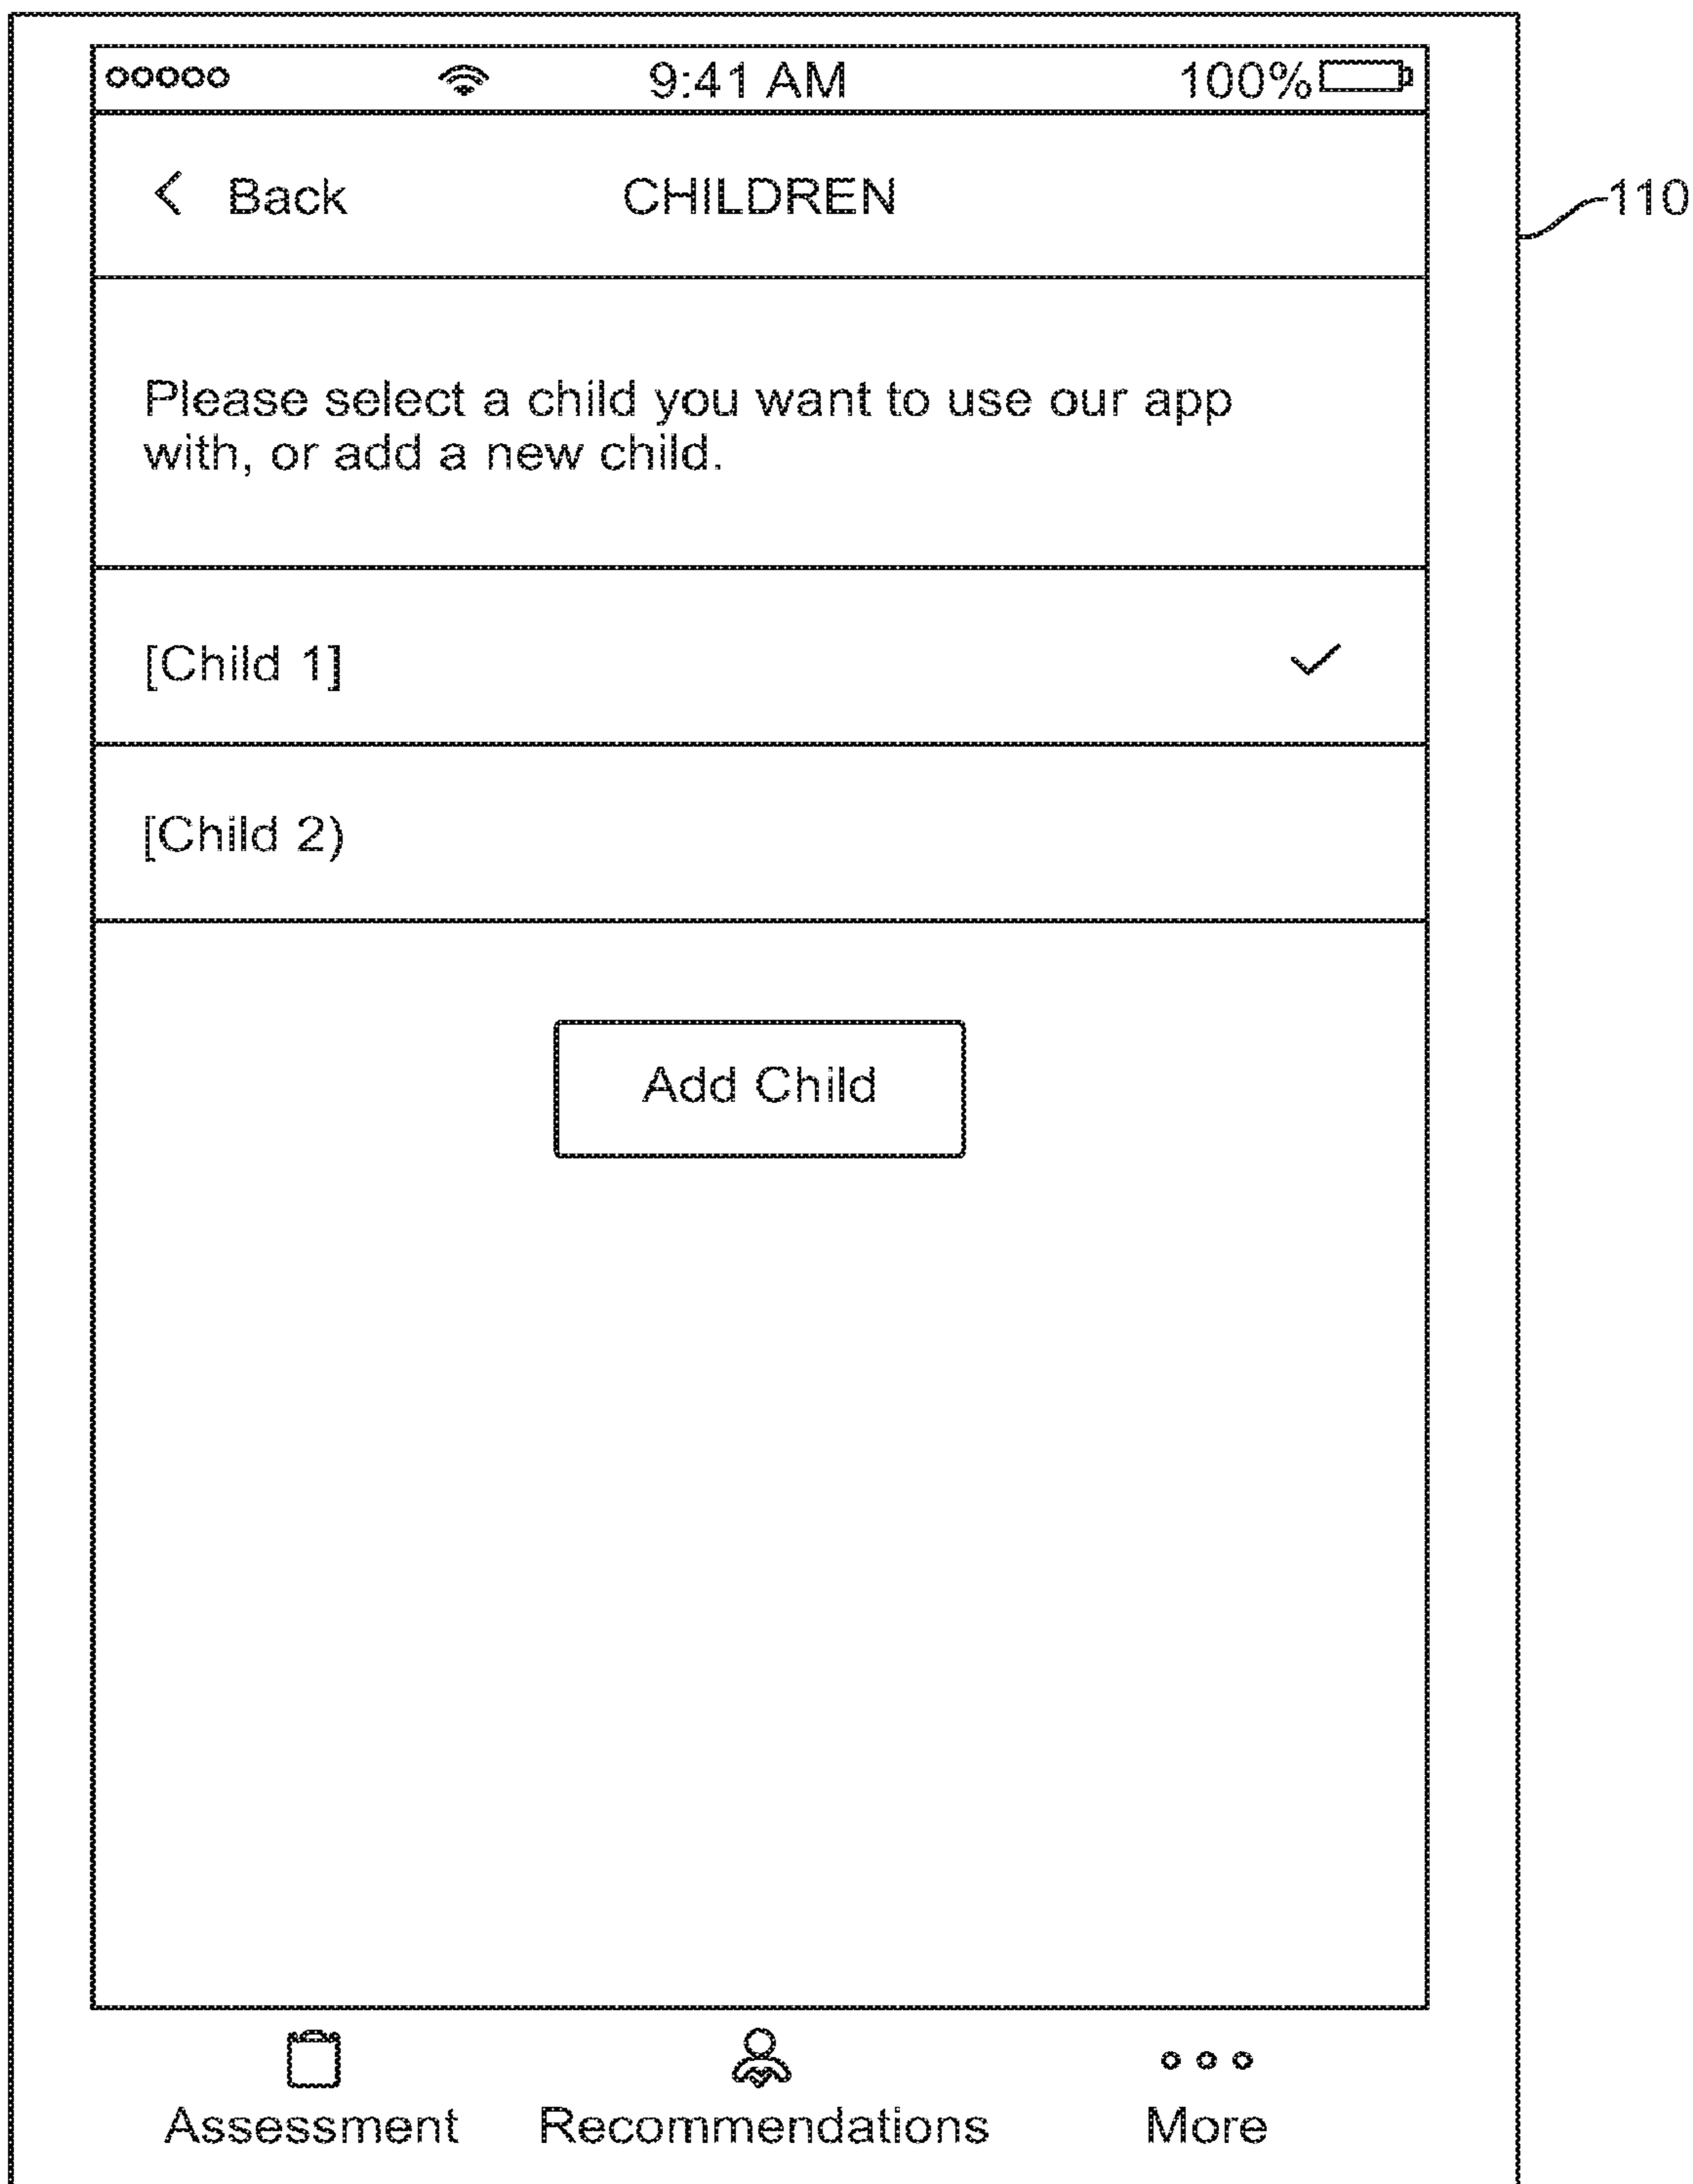 9:41 AM 100%
Back CHILDREN
110
Please select a child you want to use our app
with, or add a new child.
[Child 1]
[Child 2)
Add Child
Assessment Recommendations More